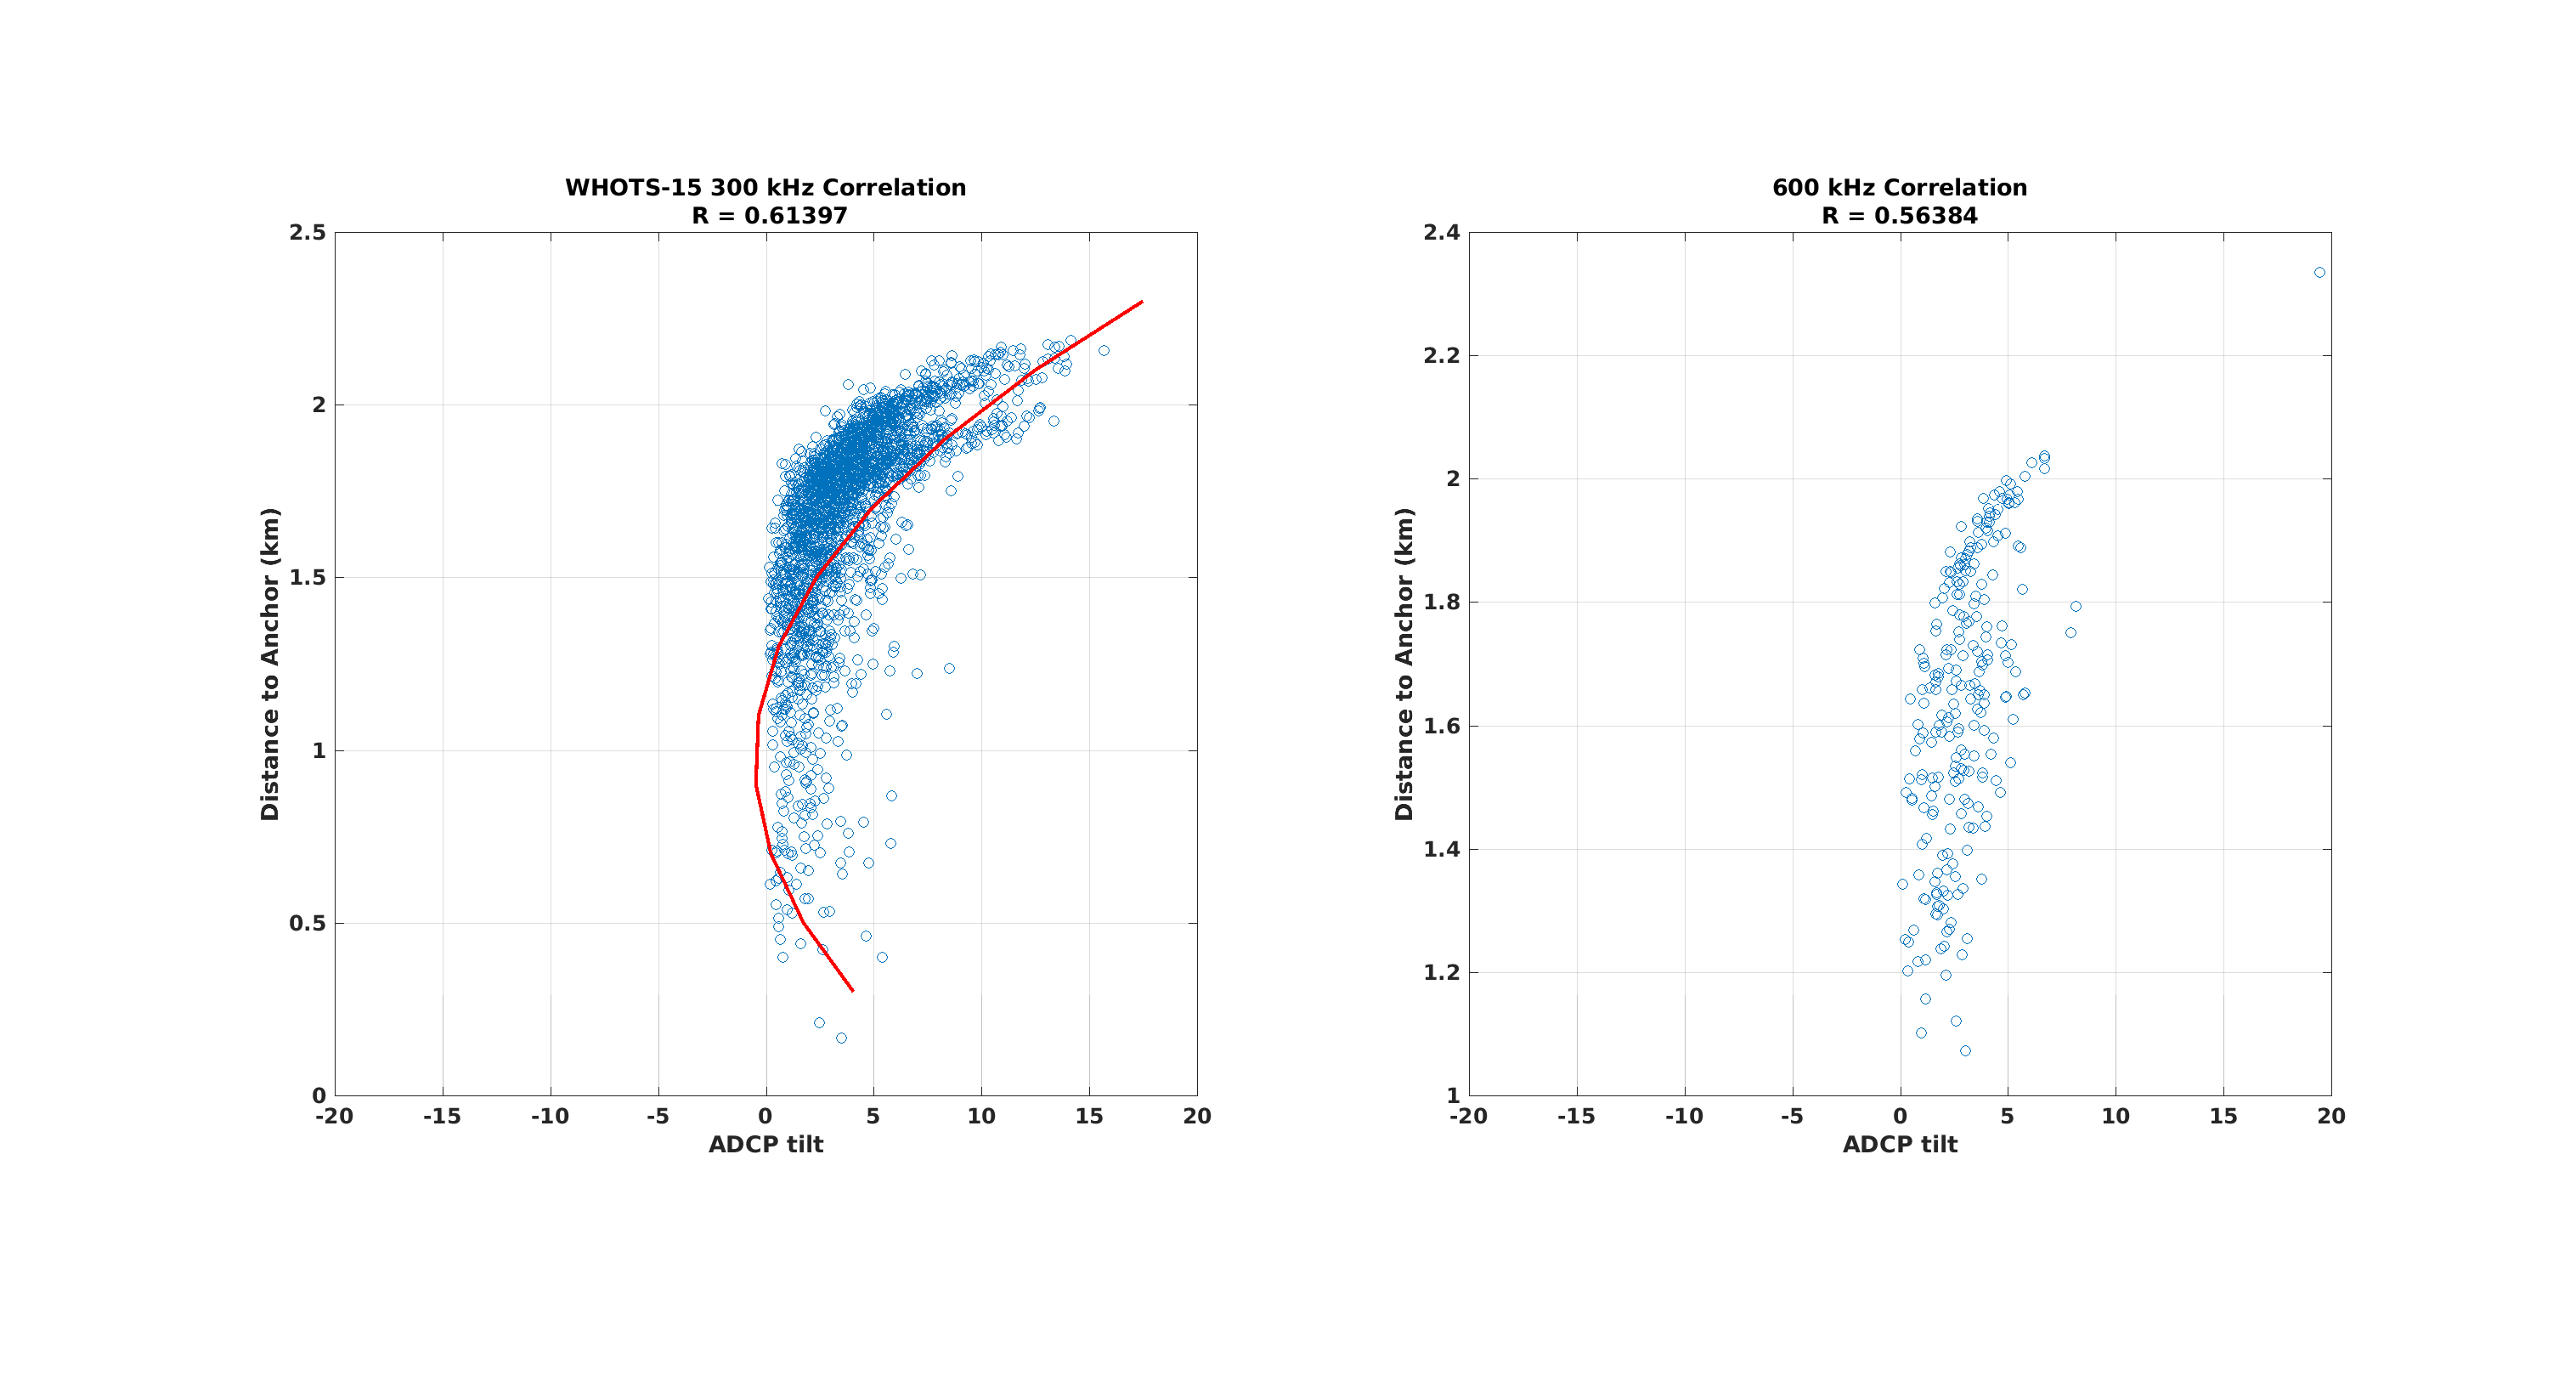 WHOTS-15 300 kHz Correlation
R = 0.61397
2.5
2
1.5
1
0.5
0
Distance to Anchor (km)
-20 -15 -10 -5 0 5 10 15 20
ADCP tilt
600 kHz Correlation
R = 0.56384
2.4
2.2
2
1.8
1.6
1.4
1.2
1
Distance to Anchor (km)
-20 -15 -10 -5 0 5 10 15 20
ADCP tilt